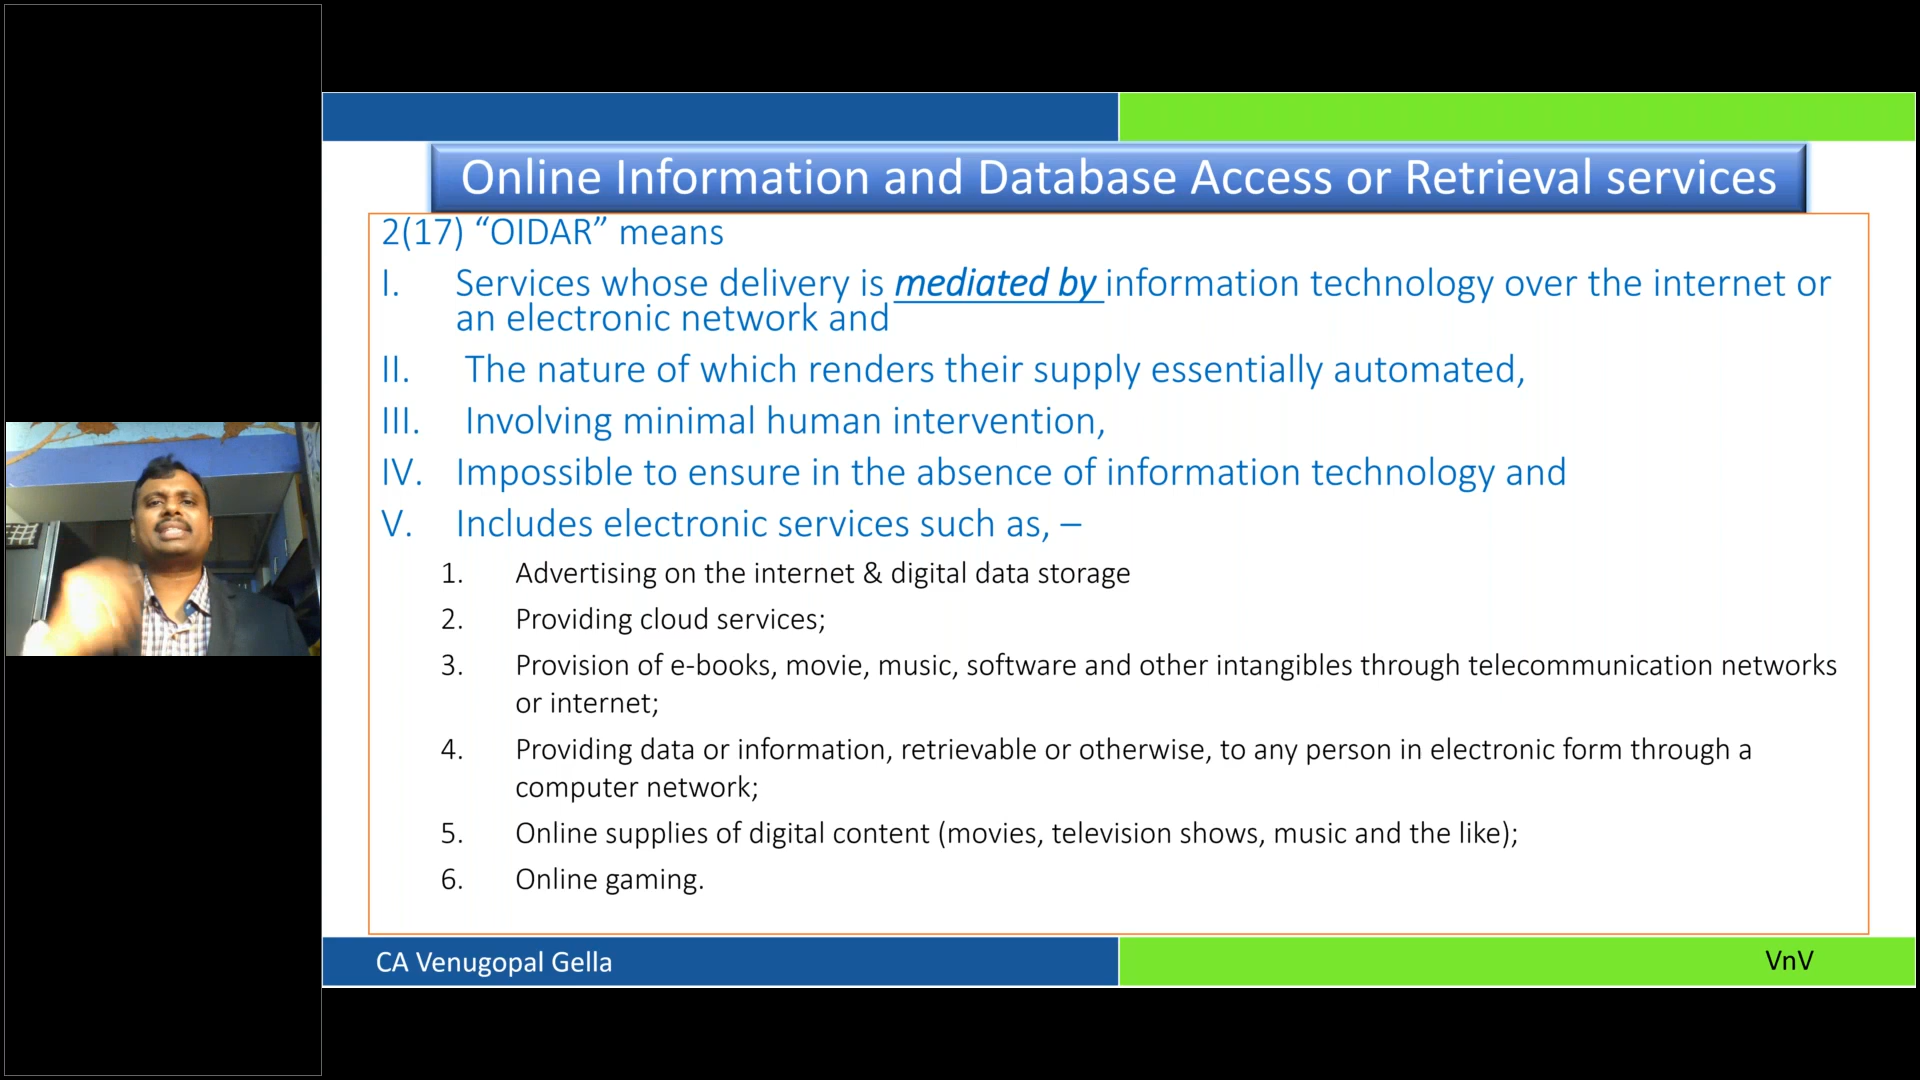 Online Information and Database Access or Retrieval services
2(17) “OIDAR” means
I. Services whose delivery is mediated by information technology over the internet or
an electronic network and
II. The nature of which renders their supply essentially automated,
III. Involving minimal human intervention,
IV. Impossible to ensure in the absence of information technology and
V. Includes electronic services such as, –
1. Advertising on the internet & digital data storage
2. Providing cloud services;
3. Provision of e-books, movie, music, software and other intangibles through telecommunication networks
or internet;
4. Providing data or information, retrievable or otherwise, to any person in electronic form through a
computer network;
5. Online supplies of digital content (movies, television shows, music and the like);
6. Online gaming.
CA Venugopal Gella
VnV